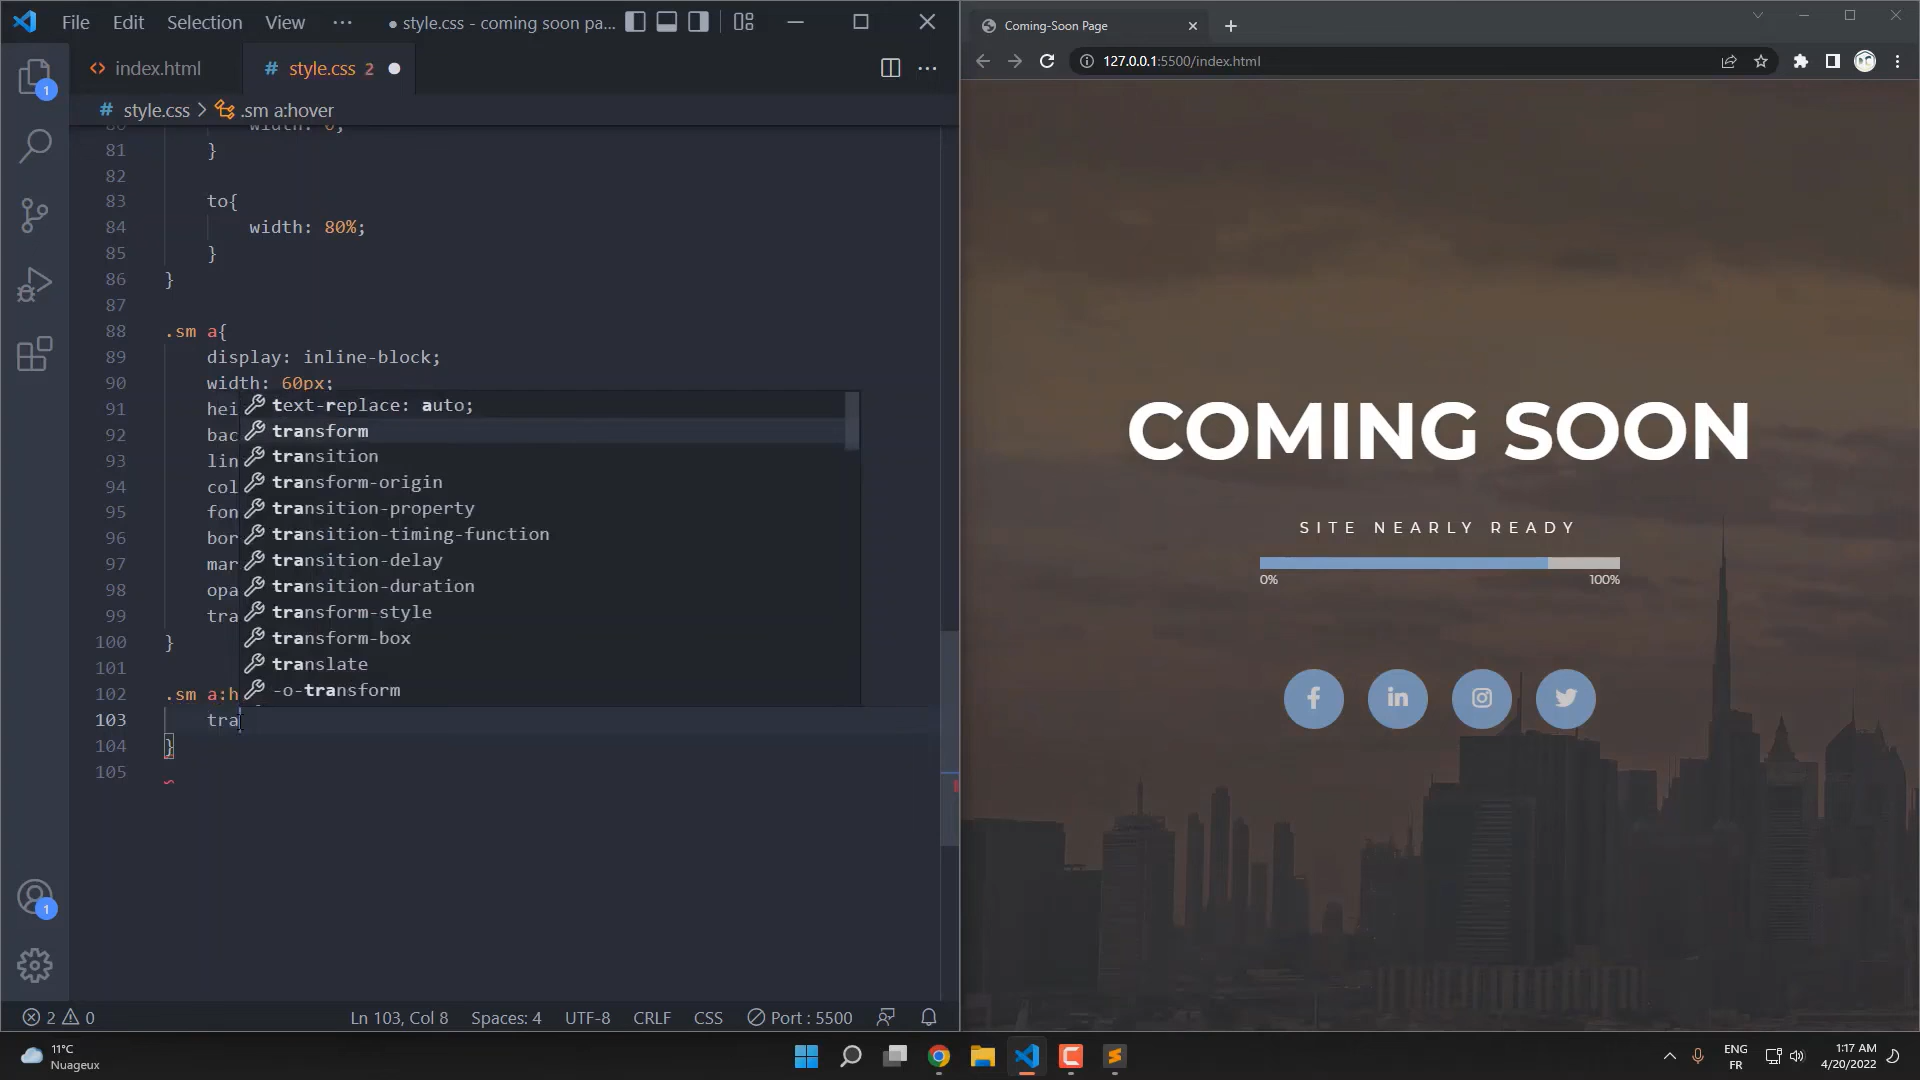 File Edit Selection View ··· ● style.css - coming soon pa...
index.html
# style.css 2 ●
# style.css > .sm a:hover
81 }
82
83 to{
84 width: 80%;
85 }
86 }
87
88 .sm a{
89 display: inline-block;
90 width: 60px;
91 hei
92 bac
93 lin
94 col
95 fon
96 bor
97 mar
98 opa
99 tra
100 }
101
102 .sm a:h
103 tra
104 }
105
text-replace: auto;
transform
transition
transform-origin
transition-property
transition-timing-function
transition-delay
transition-duration
transform-style
transform-box
translate
-o-transform
1
1
2 0 Ln 103, Col 8 Spaces: 4 UTF-8 CRLF CSS Port : 5500
Coming-Soon Page
127.0.0.1:5500/index.html
COMING SOON
SITE NEARLY READY
0% 100%
f in
11°C
Nuageux
ENG
FR
1:17 AM
4/20/2022